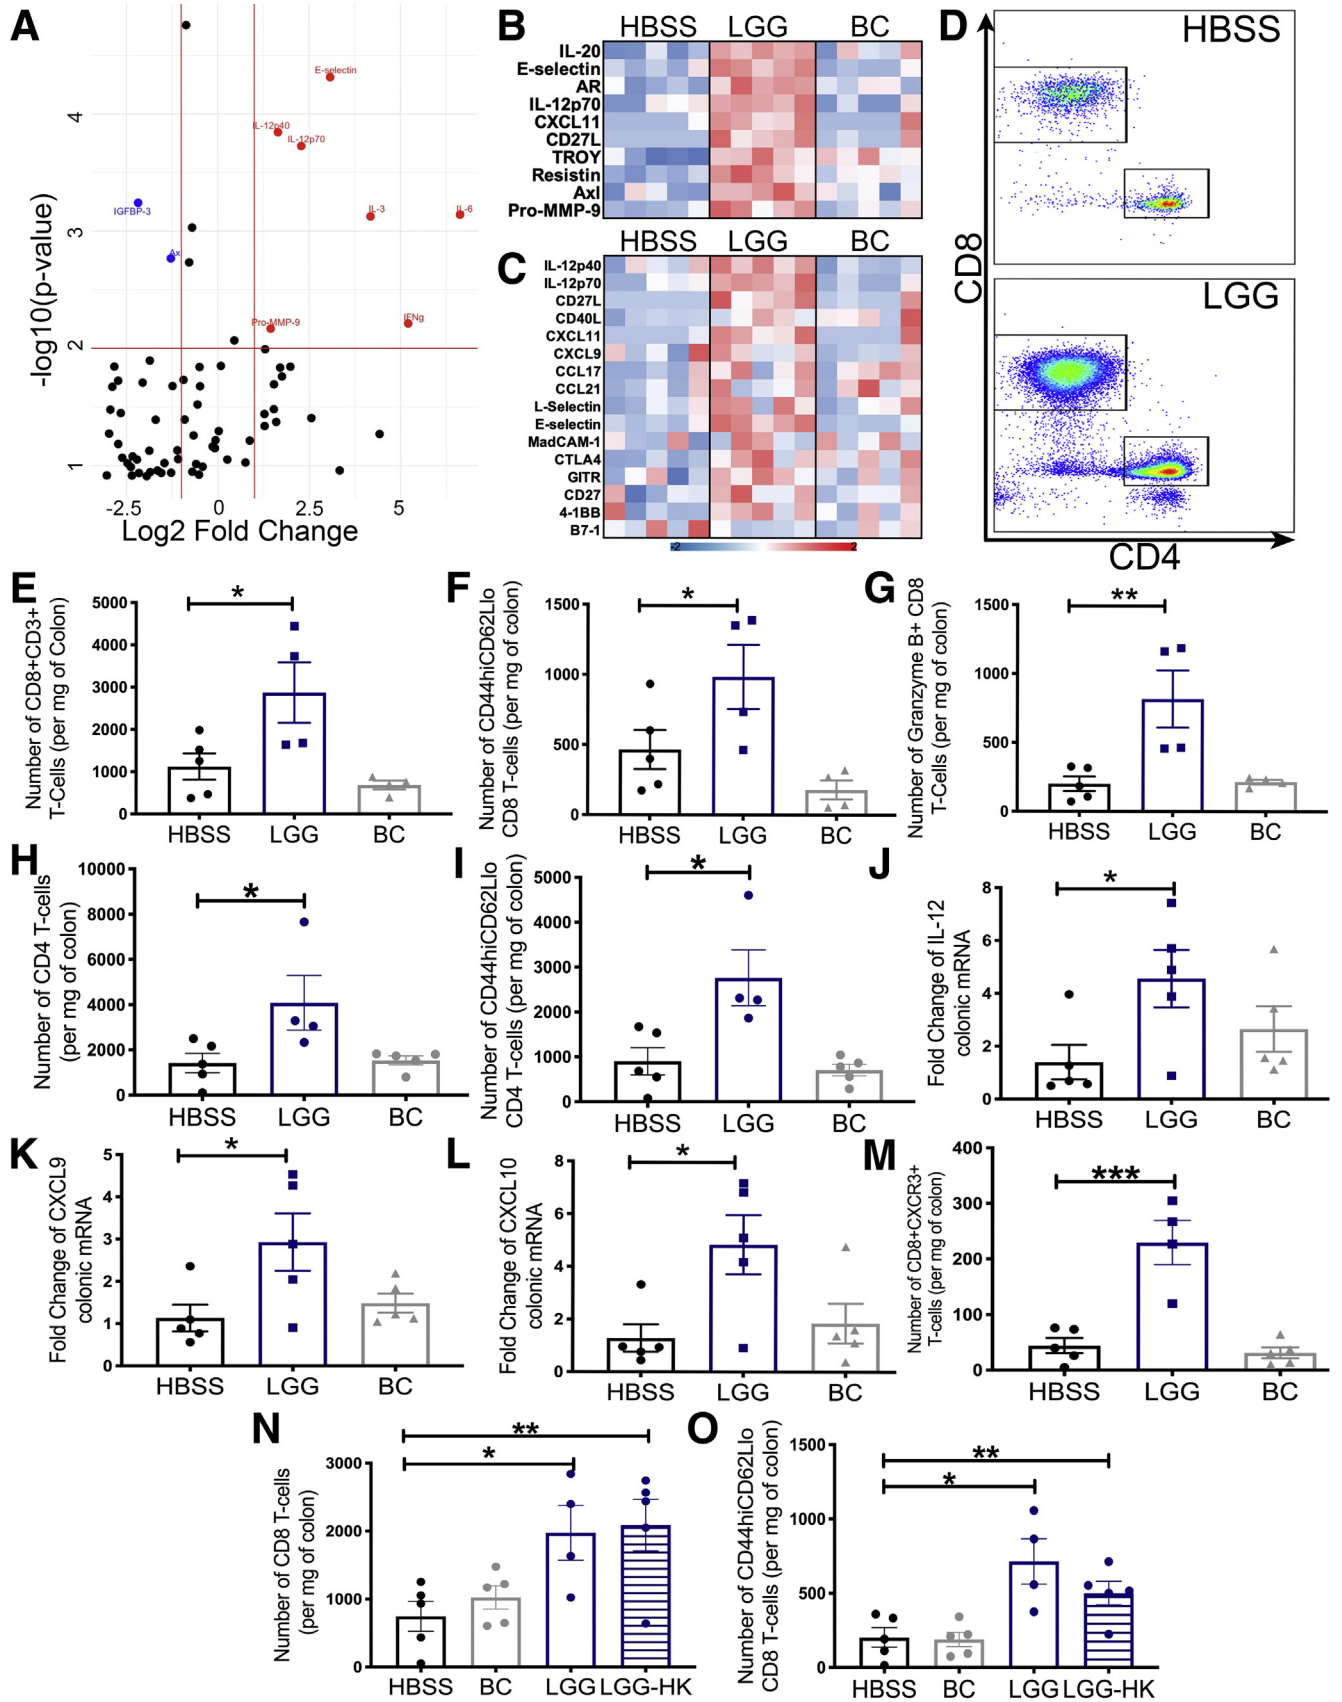 A
-log10(p-value)
4
3
2
1
E-selectin
IL-12p40
IL-12p70
IGFBP-3
IL-3
IL-6
Ax
Pro-MMP-9
IFNg
-2.5
0
2.5
5
Log2 Fold Change
B
HBSS
LGG
BC
IL-20
E-selectin
AR
IL-12p70
CXCL11
CD27L
TROY
Resistin
Axl
Pro-MMP-9
C
HBSS
LGG
BC
IL-12p40
IL-12p70
CD27L
CD40L
CXCL11
CXCL9
CCL17
CCL21
L-Selectin
E-selectin
MadCAM-1
CTLA4
GITR
CD27
4-1BB
B7-1
-2
2
D
HBSS
LGG
CD8
CD4
E
Number of CD8+CD3+
T-Cells (per mg of Colon)
5000
4000
3000
2000
1000
0
*
HBSS
LGG
BC
F
Number of CD44hiCD62Llo
CD8 T-cells (per mg of colon)
1500
1000
500
0
*
HBSS
LGG
BC
G
Number of Granzyme B+ CD8
T-Cells (per mg of colon)
1500
1000
500
0
**
HBSS
LGG
BC
H
Number of CD4 T-cells
(per mg of colon)
10000
8000
6000
4000
2000
0
*
HBSS
LGG
BC
I
Number of CD44hiCD62Llo
CD4 T-cells (per mg of colon)
5000
4000
3000
2000
1000
0
*
HBSS
LGG
BC
J
Fold Change of IL-12
colonic mRNA
8
6
4
2
0
*
HBSS
LGG
BC
K
Fold Change of CXCL9
colonic mRNA
5
4
3
2
1
0
*
HBSS
LGG
BC
L
Fold Change of CXCL10
colonic mRNA
8
6
4
2
0
*
HBSS
LGG
BC
M
Number of CD8+CXCR3+
T-cells (per mg of colon)
400
300
200
100
0
***
HBSS
LGG
BC
N
Number of CD8 T-cells
(per mg of colon)
3000
2000
1000
0
**
*
HBSS
BC
LGG
LGG-HK
O
Number of CD44hiCD62Llo
CD8 T-cells (per mg of colon)
1500
1000
500
0
**
*
HBSS
BC
LGG
LGG-HK